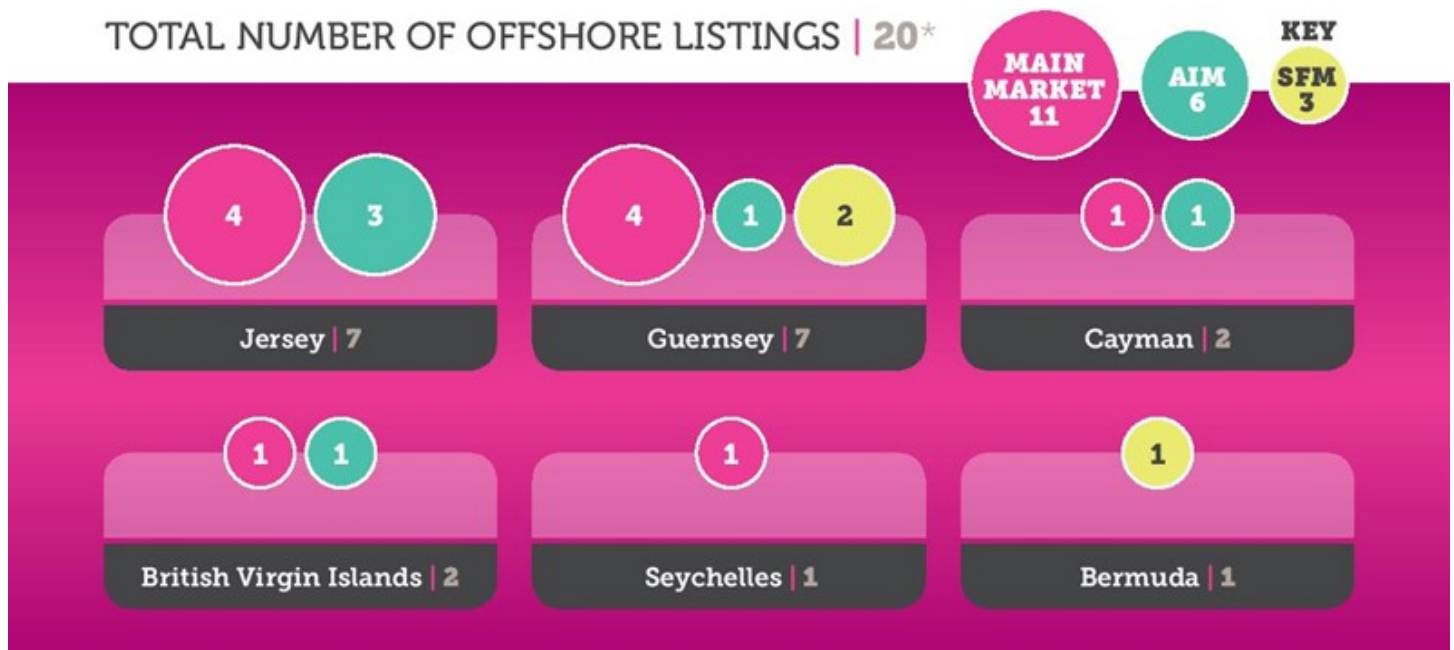 TOTAL NUMBER OF OFFSHORE LISTINGS | 20*
KEY
MAIN
MARKET
11
AIM
6
SFM
3
4
3
Jersey | 7
4
1
2
Guernsey | 7
1
1
Cayman | 2
1
1
British Virgin Islands | 2
1
Seychelles | 1
1
Bermuda | 1